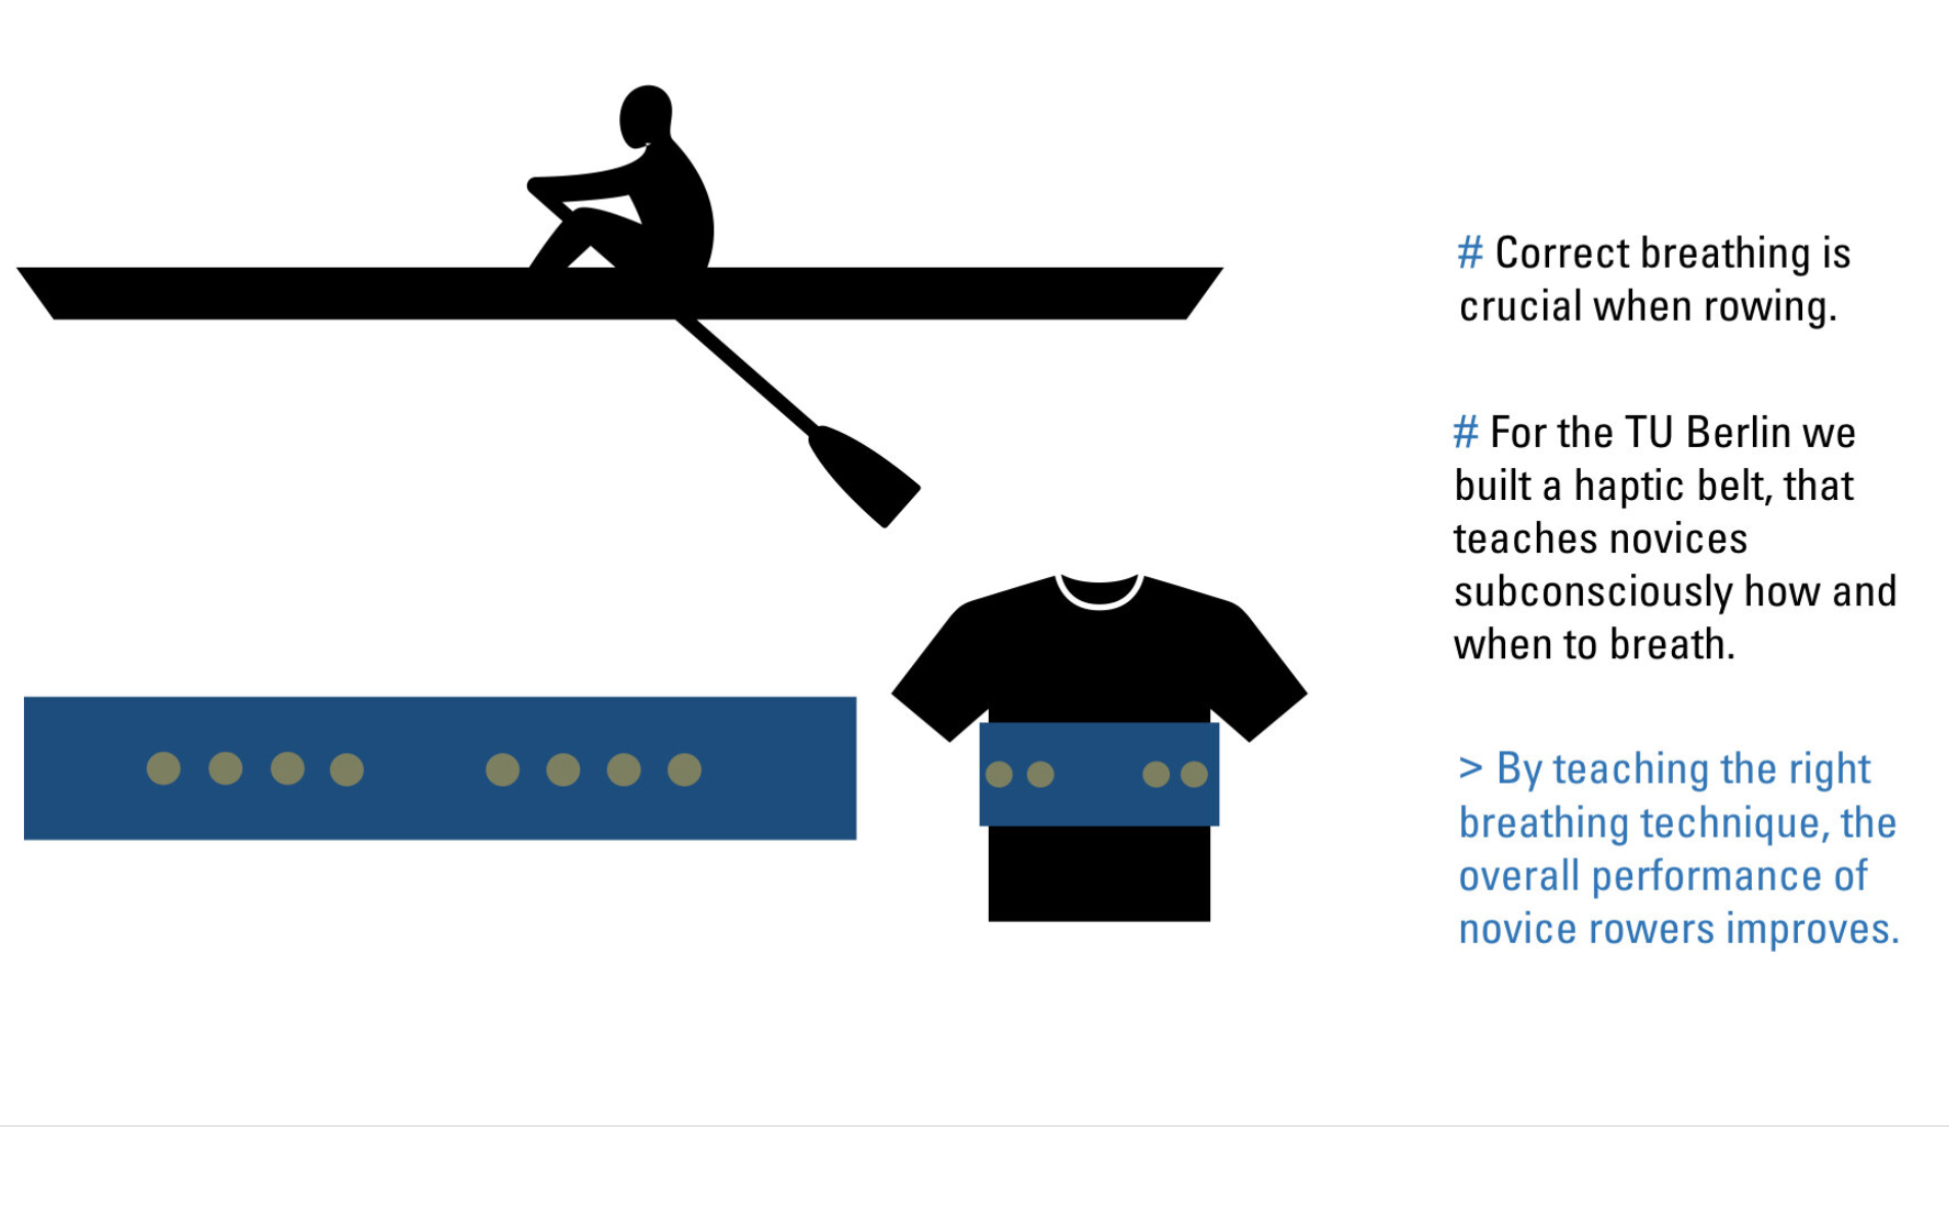 # Correct breathing is
crucial when rowing.
# For the TU Berlin we
built a haptic belt, that
teaches novices
subconsciously how and
when to breath.
> By teaching the right
breathing technique, the
overall performance of
novice rowers improves.